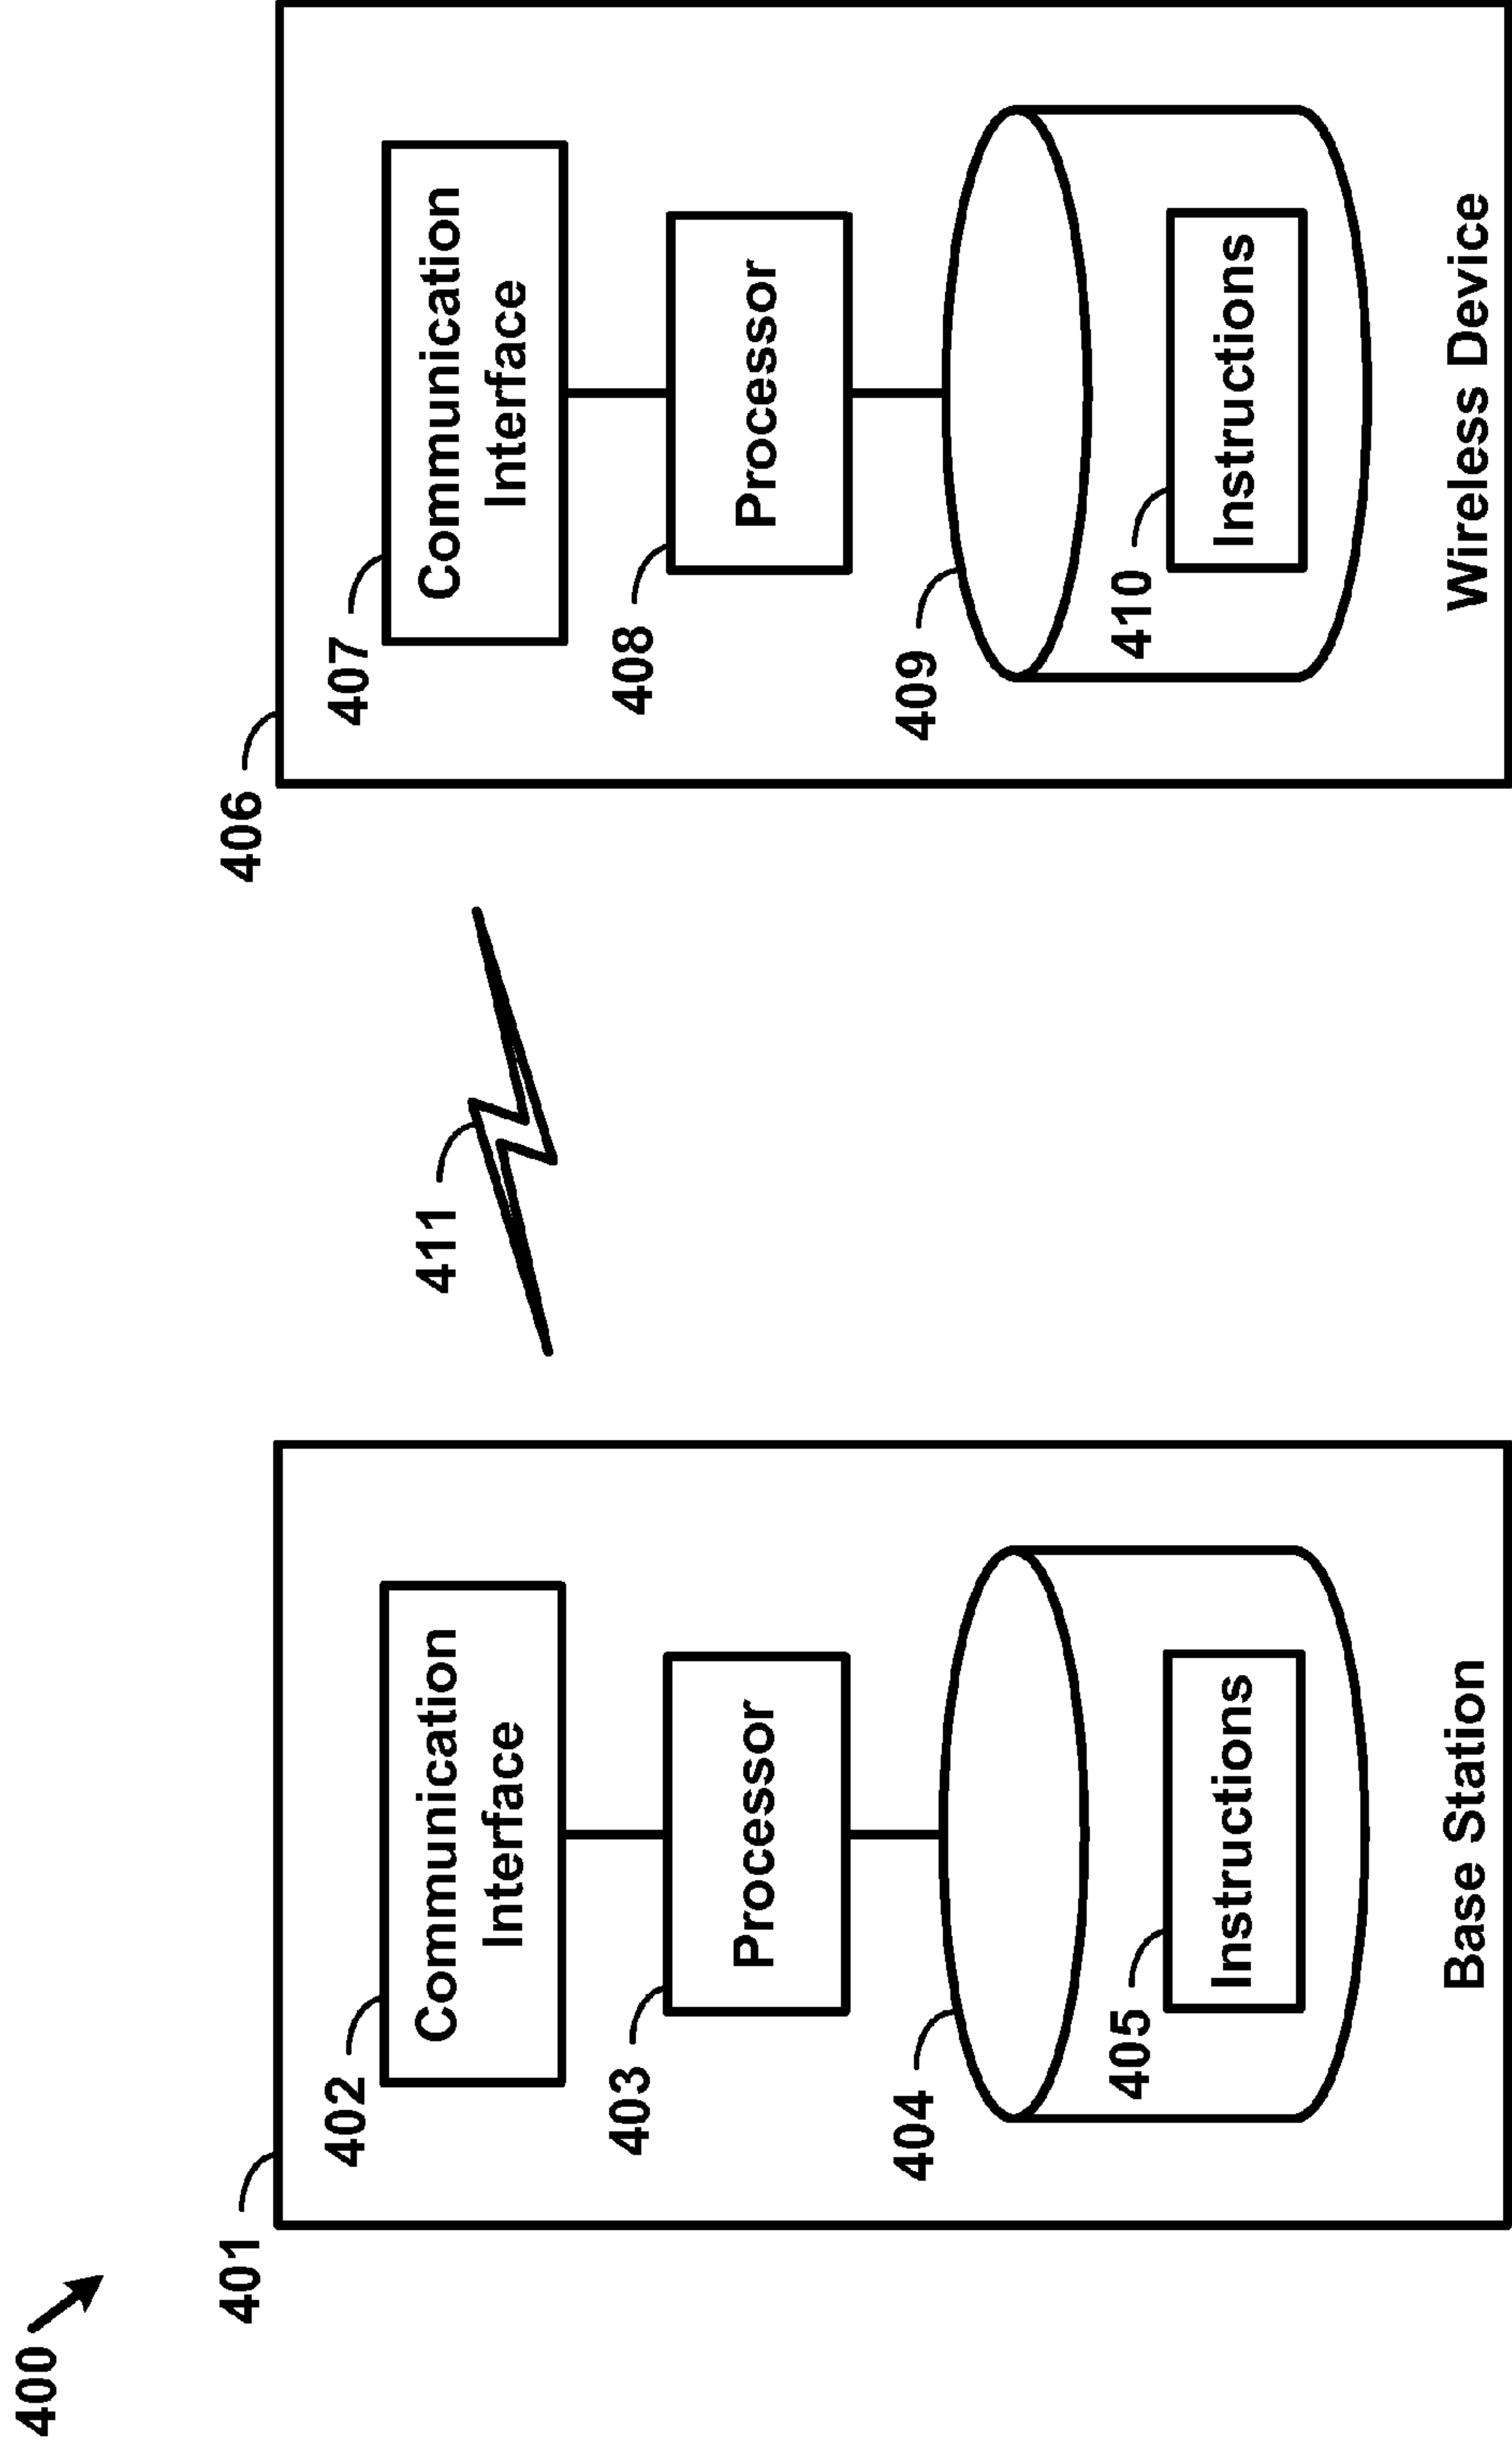 400
401
402
Communication
Interface
403
Processor
404
405
Instructions
Base Station
411
406
407
Communication
Interface
408
Processor
409
410
Instructions
Wireless Device